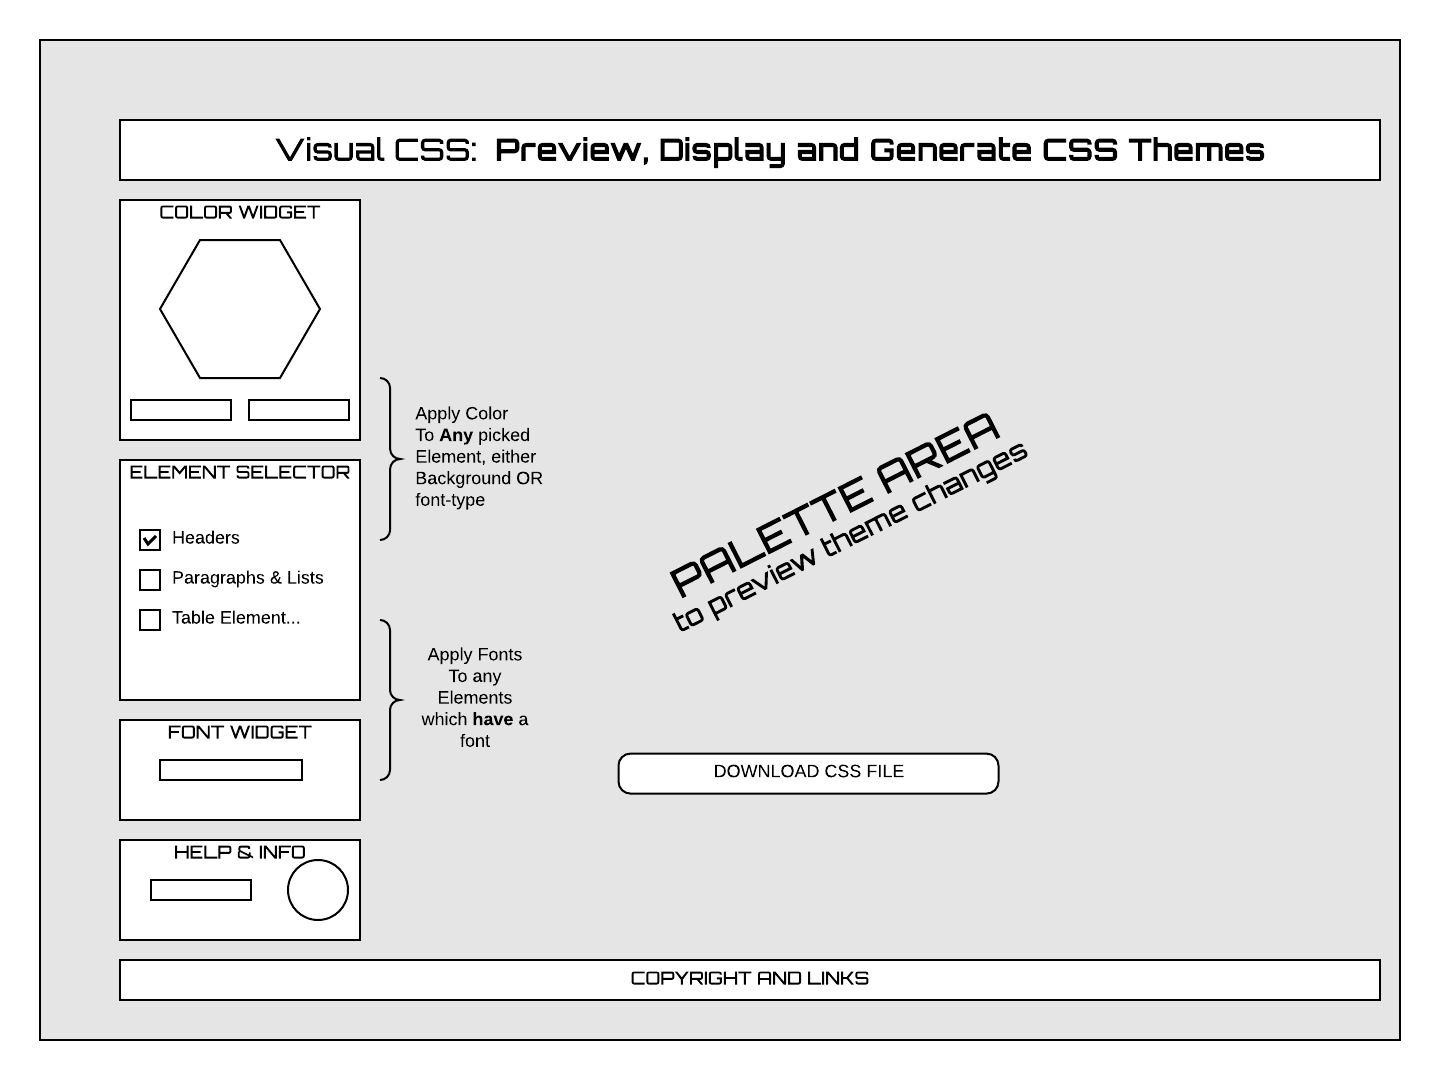 Visual CSS: Preview, Display and Generate CSS Themes
COLOR WIDGET
Apply Color
To Any picked
Element, either
Background OR
font-type
ELEMENT SELECTOR
Headers
Paragraphs & Lists
Table Element...
PALETTE AREA
to preview theme changes
Apply Fonts
To any
Elements
which have a
font
FONT WIDGET
DOWNLOAD CSS FILE
HELP & INFO
COPYRIGHT AND LINKS